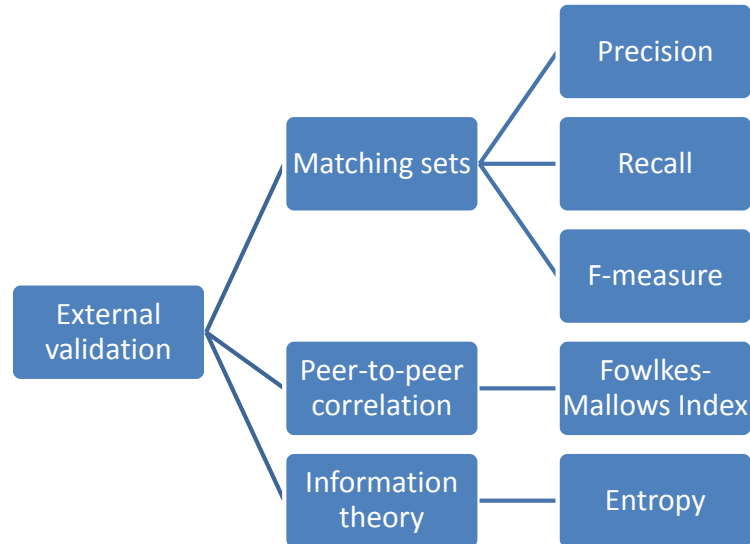 External
validation
Matching sets
Precision
Recall
F-measure
Peer-to-peer
correlation
Fowlkes-
Mallows Index
Information
theory
Entropy